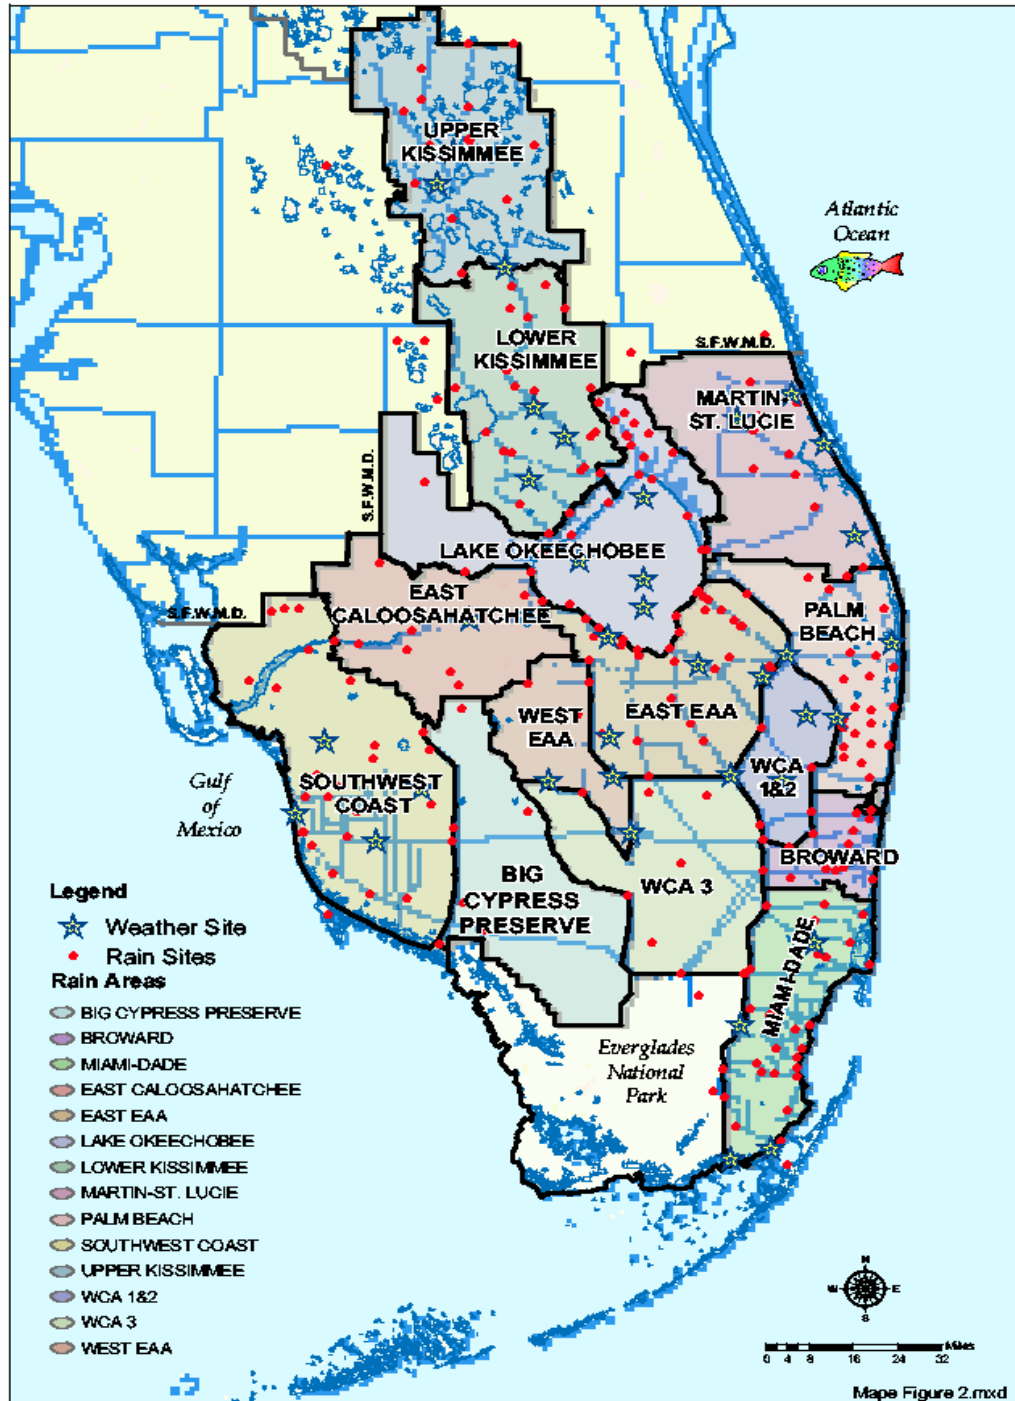 UPPER
KISSIMMEE
Atlantic
Ocean
LOWER
KISSIMMEE
S.F.W.M.D.
MARTIN-
ST. LUCIE
S.F.W.M.D.
LAKE OKEECHOBEE
EAST
CALOOSAHATCHEE
S.F.W.M.D.
PALM
BEACH
WEST
EAA
EAST EAA
WCA
1&2
Gulf
of
Mexico
SOUTHWEST
COAST
BROWARD
BIG
CYPRESS
PRESERVE
WCA 3
MIAMI-DADE
Everglades
National
Park
Legend
Weather Site
Rain Sites
Rain Areas
BIG CYPRESS PRESERVE
BROWARD
MIAMI-DADE
EAST CALOOSAHATCHEE
EAST EAA
LAKE OKEECHOBEE
LOWER KISSIMMEE
MARTIN-ST. LUCIE
PALM BEACH
SOUTHWEST COAST
UPPER KISSIMMEE
WCA 1&2
WCA 3
WEST EAA
N
W E
S
Miles
0 4 8 16 24 32
Mape Figure 2.mxd